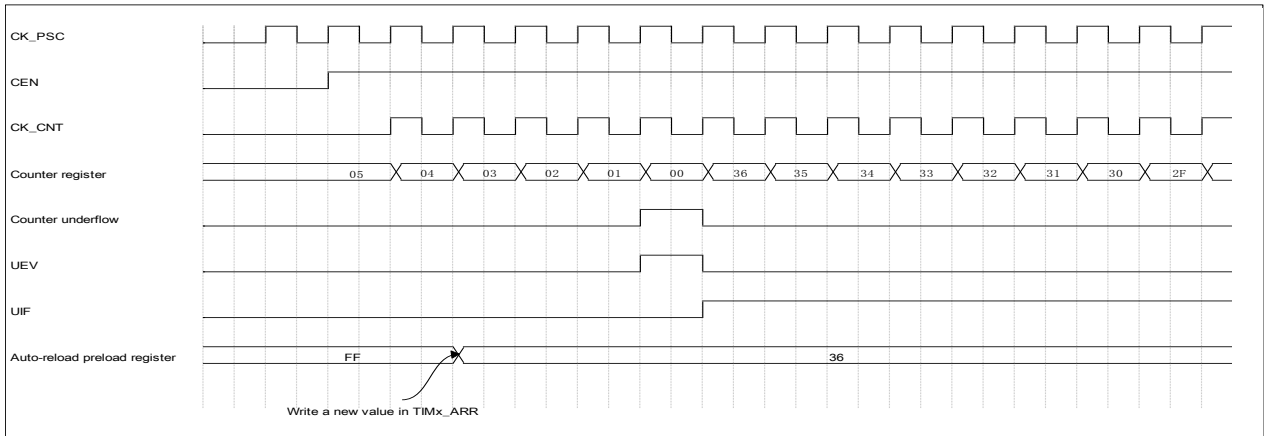 CK_PSC
CEN
CK_CNT
Counter register 05 04 03 02 01 00 36 35 34 33 32 31 30 2F
Counter underflow
UEV
UIF
Auto-reload preload register FF 36
Write a new value in TIMx_ARR